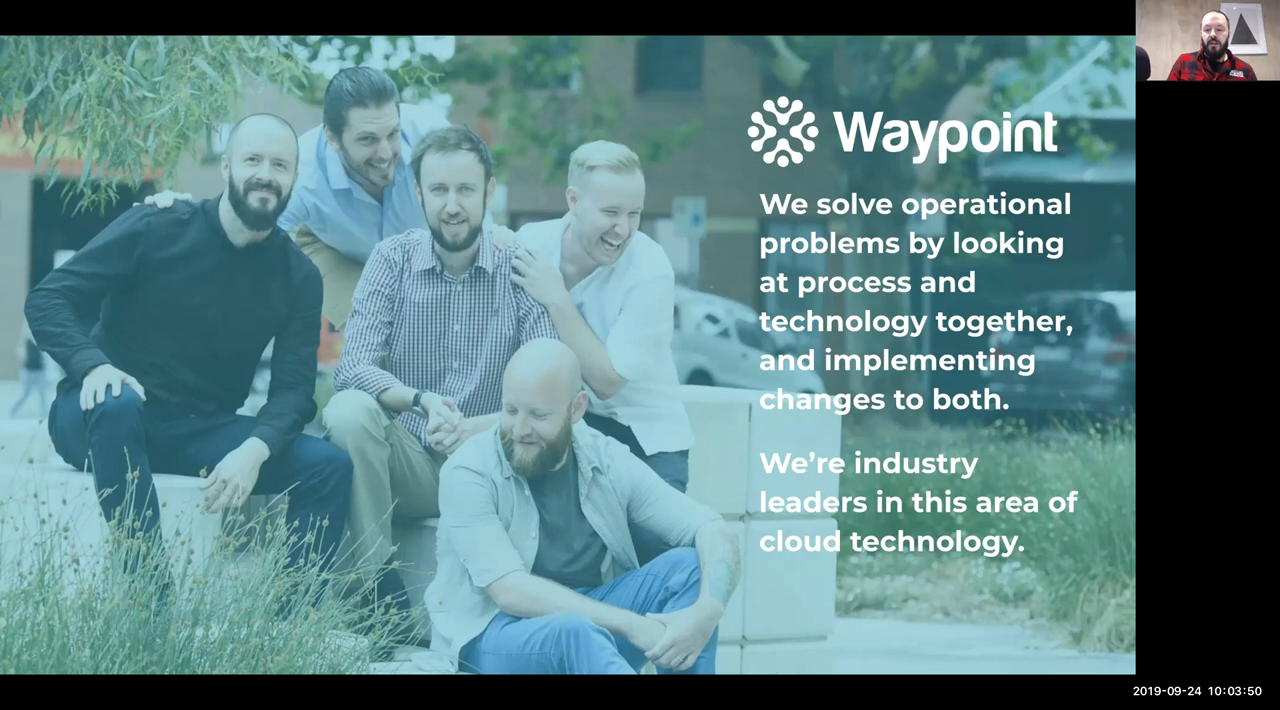 Waypoint
We solve operational
problems by looking
at process and
technology together,
and implementing
changes to both.
We’re industry
leaders in this area of
cloud technology.
2019-09-24 10:03:50